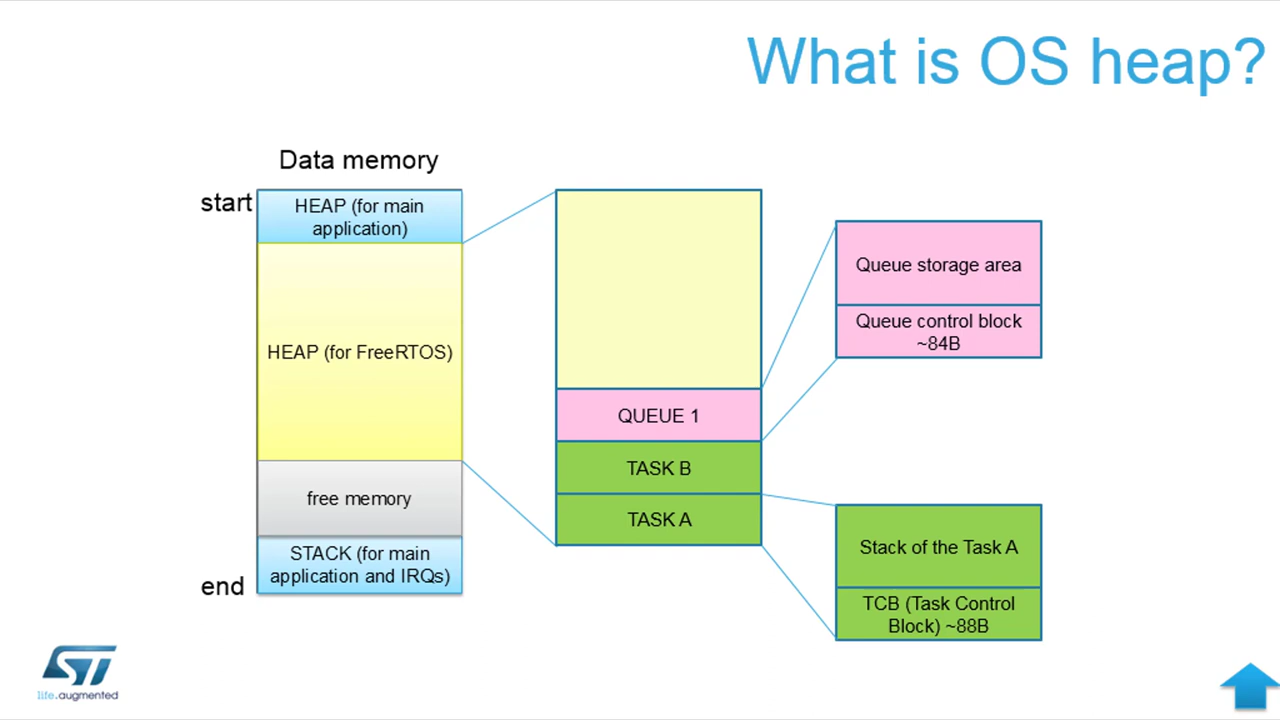 What is OS heap?
Data memory
start
HEAP (for main
application)
HEAP (for FreeRTOS)
free memory
STACK (for main
application and IRQs)
end
QUEUE 1
TASK B
TASK A
Queue storage area
Queue control block
~84B
Stack of the Task A
TCB (Task Control
Block) ~88B
ST
life.augmented